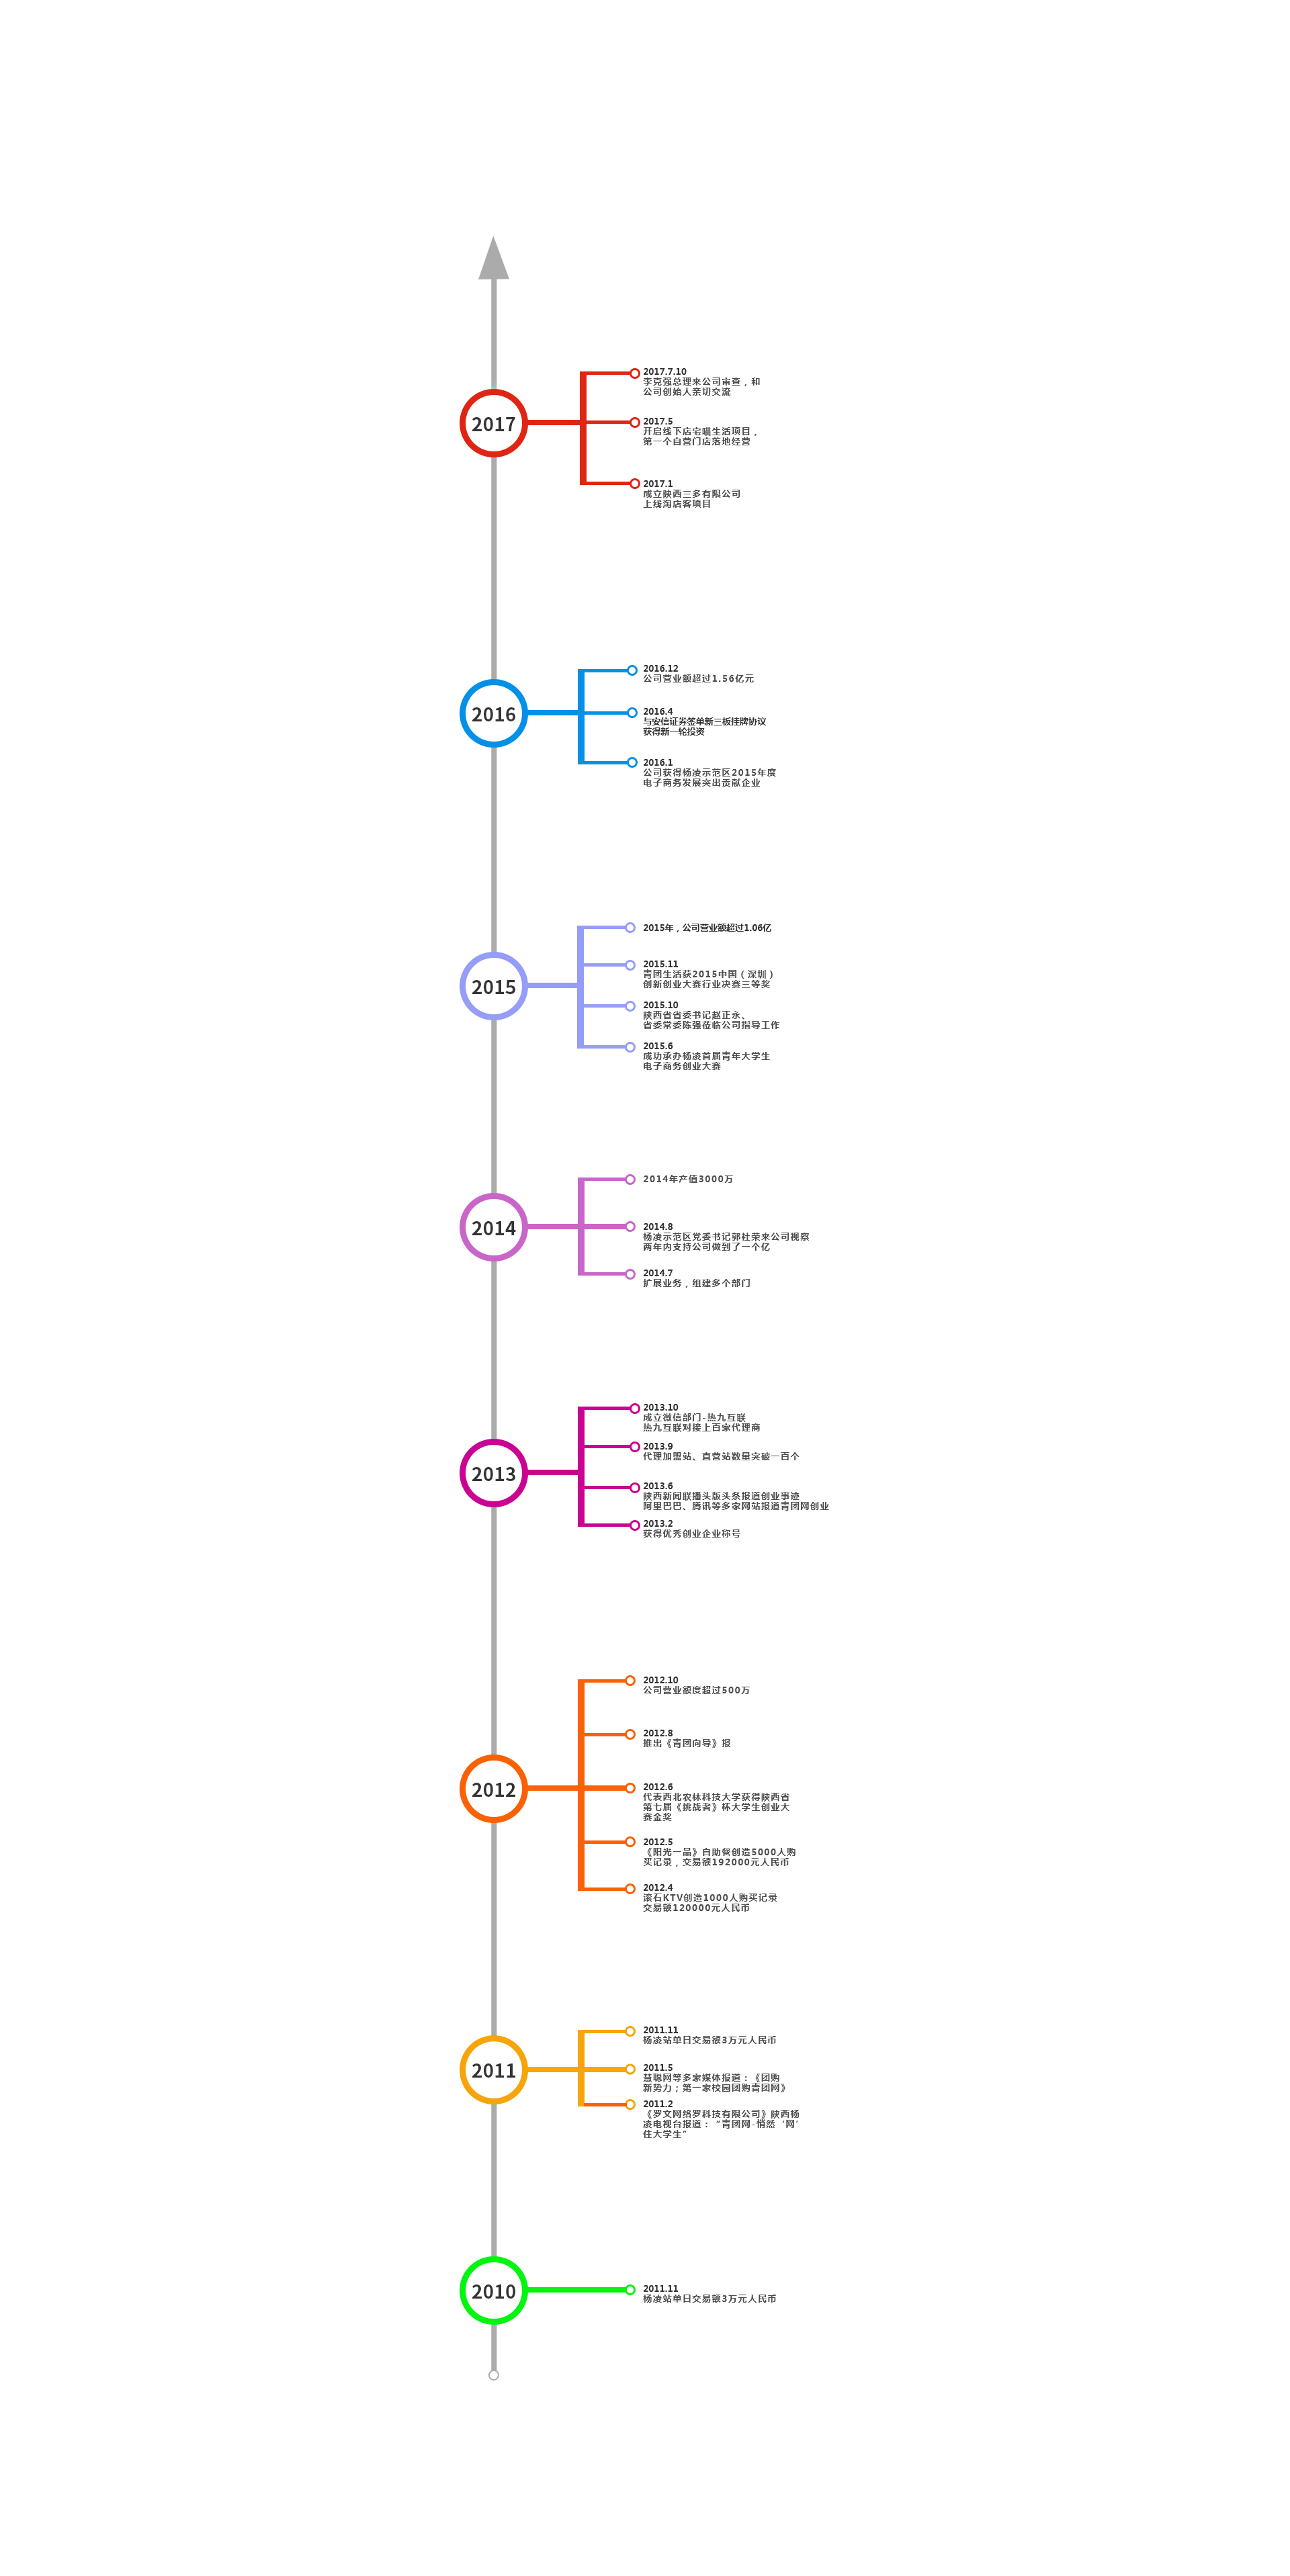 2017
2017.7.10
李克强总理来公司审查，和
公司创始人亲切交流
2017.5
开启线下店宅喵生活项目，
第一个自营门店落地经营
2017.1
成立陕西三多有限公司
上线淘店客项目
2016
2016.12
公司营业额超过1.56亿元
2016.4
与安信证券签单新三板挂牌协议
获得新一轮投资
2016.1
公司获得杨凌示范区2015年度
电子商务发展突出贡献企业
2015
2015年，公司营业额超过1.06亿
2015.11
青团生活获2015中国（深圳）
创新创业大赛行业决赛三等奖
2015.10
陕西省省委书记赵正永、
省委常委陈强莅临公司指导工作
2015.6
成功承办杨凌首届青年大学生
电子商务创业大赛
2014
2014年产值3000万
2014.8
杨凌示范区党委书记郭社荣来公司视察
两年内支持公司做到了一个亿
2014.7
扩展业务，组建多个部门
2013
2013.10
成立微信部门-热九互联
热九互联对接上百家代理商
2013.9
代理加盟站、直营站数量突破一百个
2013.6
陕西新闻联播头版头条报道创业事迹
阿里巴巴、腾讯等多家网站报道青团网创业
2013.2
获得优秀创业企业称号
2012
2012.10
公司营业额度超过500万
2012.8
推出《青团向导》报
2012.6
代表西北农林科技大学获得陕西省
第七届《挑战者》杯大学生创业大
赛金奖
2012.5
《阳光一品》自助餐创造5000人购
买记录，交易额192000元人民币
2012.4
滚石KTV创造1000人购买记录
交易额120000元人民币
2011
2011.11
杨凌站单日交易额3万元人民币
2011.5
慧聪网等多家媒体报道：《团购
新势力；第一家校园团购青团网》
2011.2
《罗文网络罗科技有限公司》陕西杨
凌电视台报道：“青团网-悄然‘网’
住大学生”
2010
2011.11
杨凌站单日交易额3万元人民币